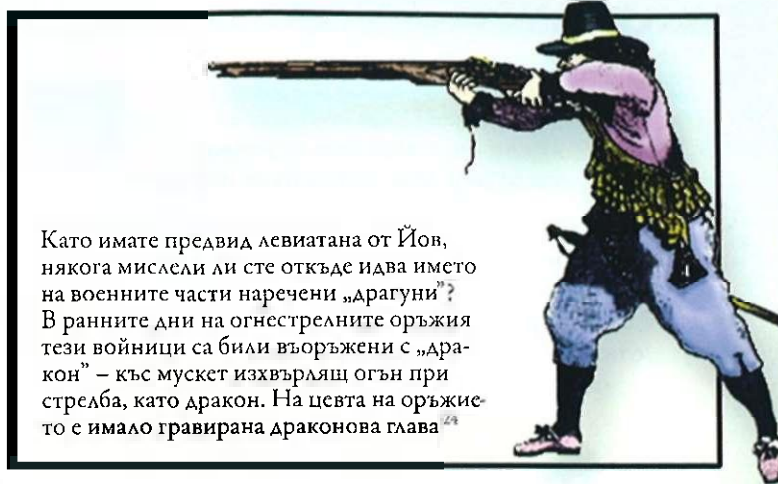 Като имате предвид левиатана от Йов,
някога мислели ли сте откъде идва името
на военните части наречени „драгуни”?
В ранните дни на огнестрелните оръжия
тези войници са били въоръжени с „дра-
кон” – къс мускет изхвърлящ огън при
стрелба, като дракон. На цевта на оръжие-
то е имало гравирана драконова глава 24